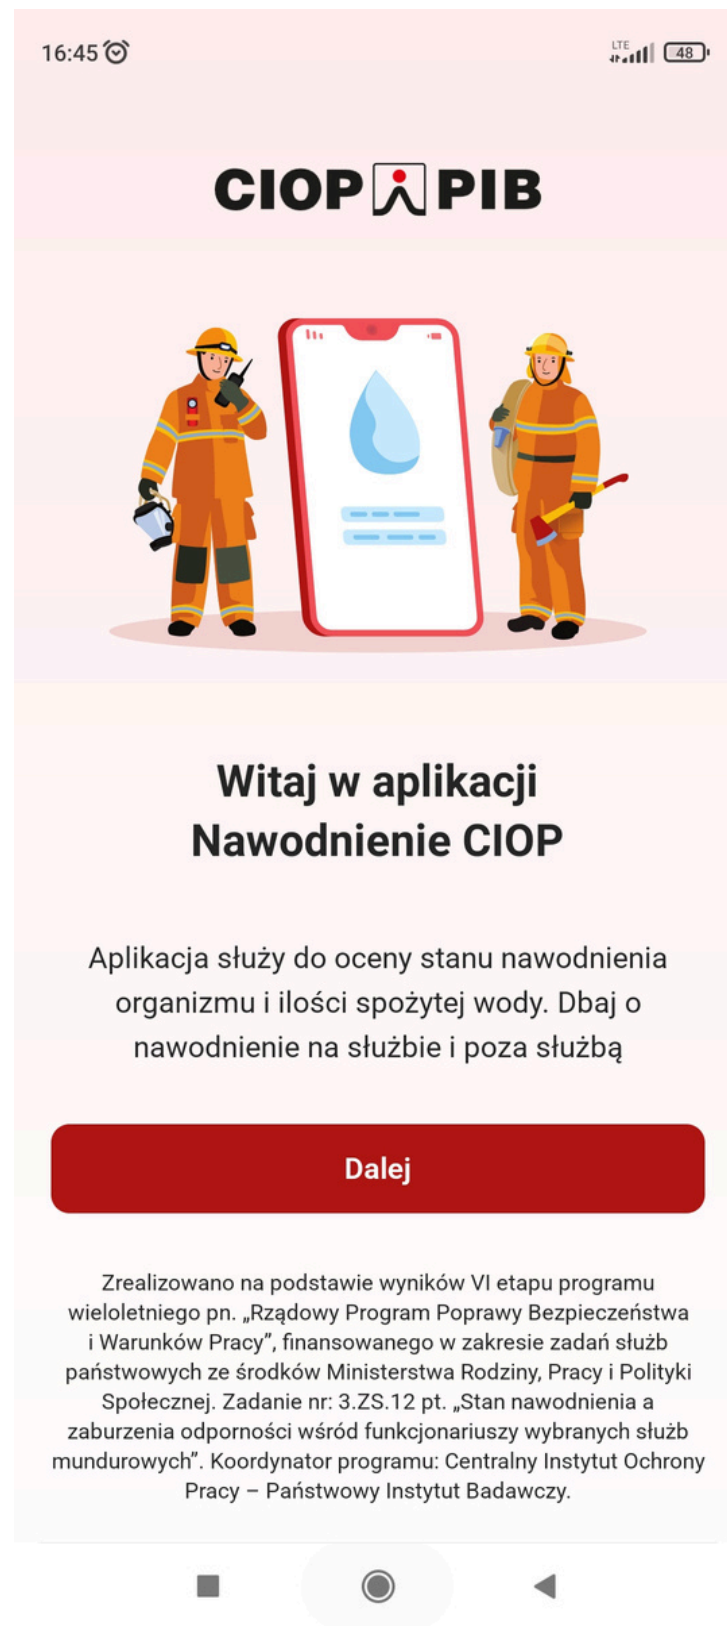 16:45
LTE
48
CIOP PIB
Witaj w aplikacji
Nawodnienie CIOP
Aplikacja służy do oceny stanu nawodnienia
organizmu i ilości spożytej wody. Dbaj o
nawodnienie na służbie i poza służbą
Dalej
Zrealizowano na podstawie wyników VI etapu programu
wieloletniego pn. „Rządowy Program Poprawy Bezpieczeństwa
i Warunków Pracy”, finansowanego w zakresie zadań służb
państwowych ze środków Ministerstwa Rodziny, Pracy i Polityki
Społecznej. Zadanie nr: 3.ZS.12 pt. „Stan nawodnienia a
zaburzenia odporności wśród funkcjonariuszy wybranych służb
mundurowych”. Koordynator programu: Centralny Instytut Ochrony
Pracy – Państwowy Instytut Badawczy.